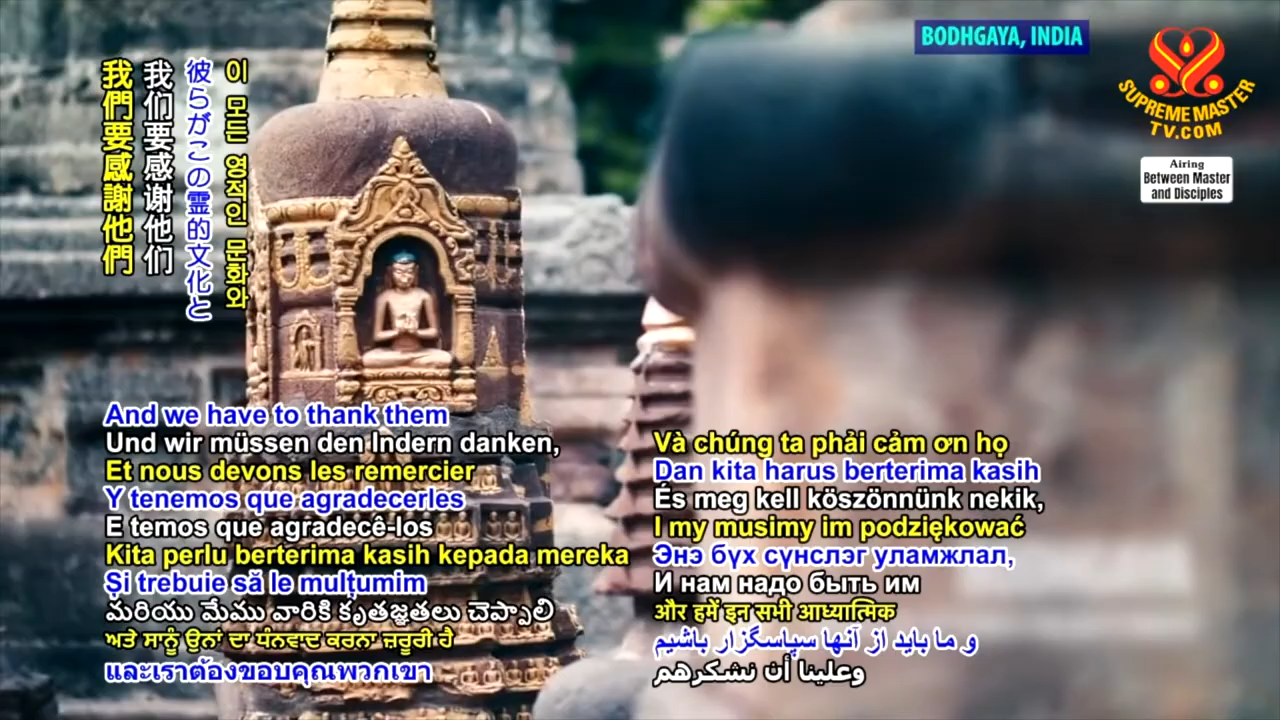 BODHGAYA, INDIA
SUPREME MASTER
TV.COM
Airing
Between Master
and Disciples
이 모든 영적인 문화와
彼らがこの霊的文化と
我们要感谢他们
我們要感謝他們
And we have to thank them
Und wir müssen den Indern danken,
Et nous devons les remercier
Y tenemos que agradecerles
E temos que agradecê-los
Kita perlu berterima kasih kepada mereka
Și trebuie să le mulțumim
మరియు మేము వారికి కృతజ్ఞతలు చెప్పాలి
ਅਤੇ ਸਾਨੂੰ ਉਨਾਂ ਦਾ ਧੰਨਵਾਦ ਕਰਨਾ ਜ਼ਰੂਰੀ ਹੈ
และเราต้องขอบคุณพวกเขา
Và chúng ta phải cảm ơn họ
Dan kita harus berterima kasih
És meg kell köszönnünk nekik,
I my musimy im podziękować
Энэ бүх сүнслэг уламжлал,
И нам надо быть им
और हमें इन सभी आध्यात्मिक
و ما باید از آنها سپاسگزار باشیم
وعلينا أن نشكرهم